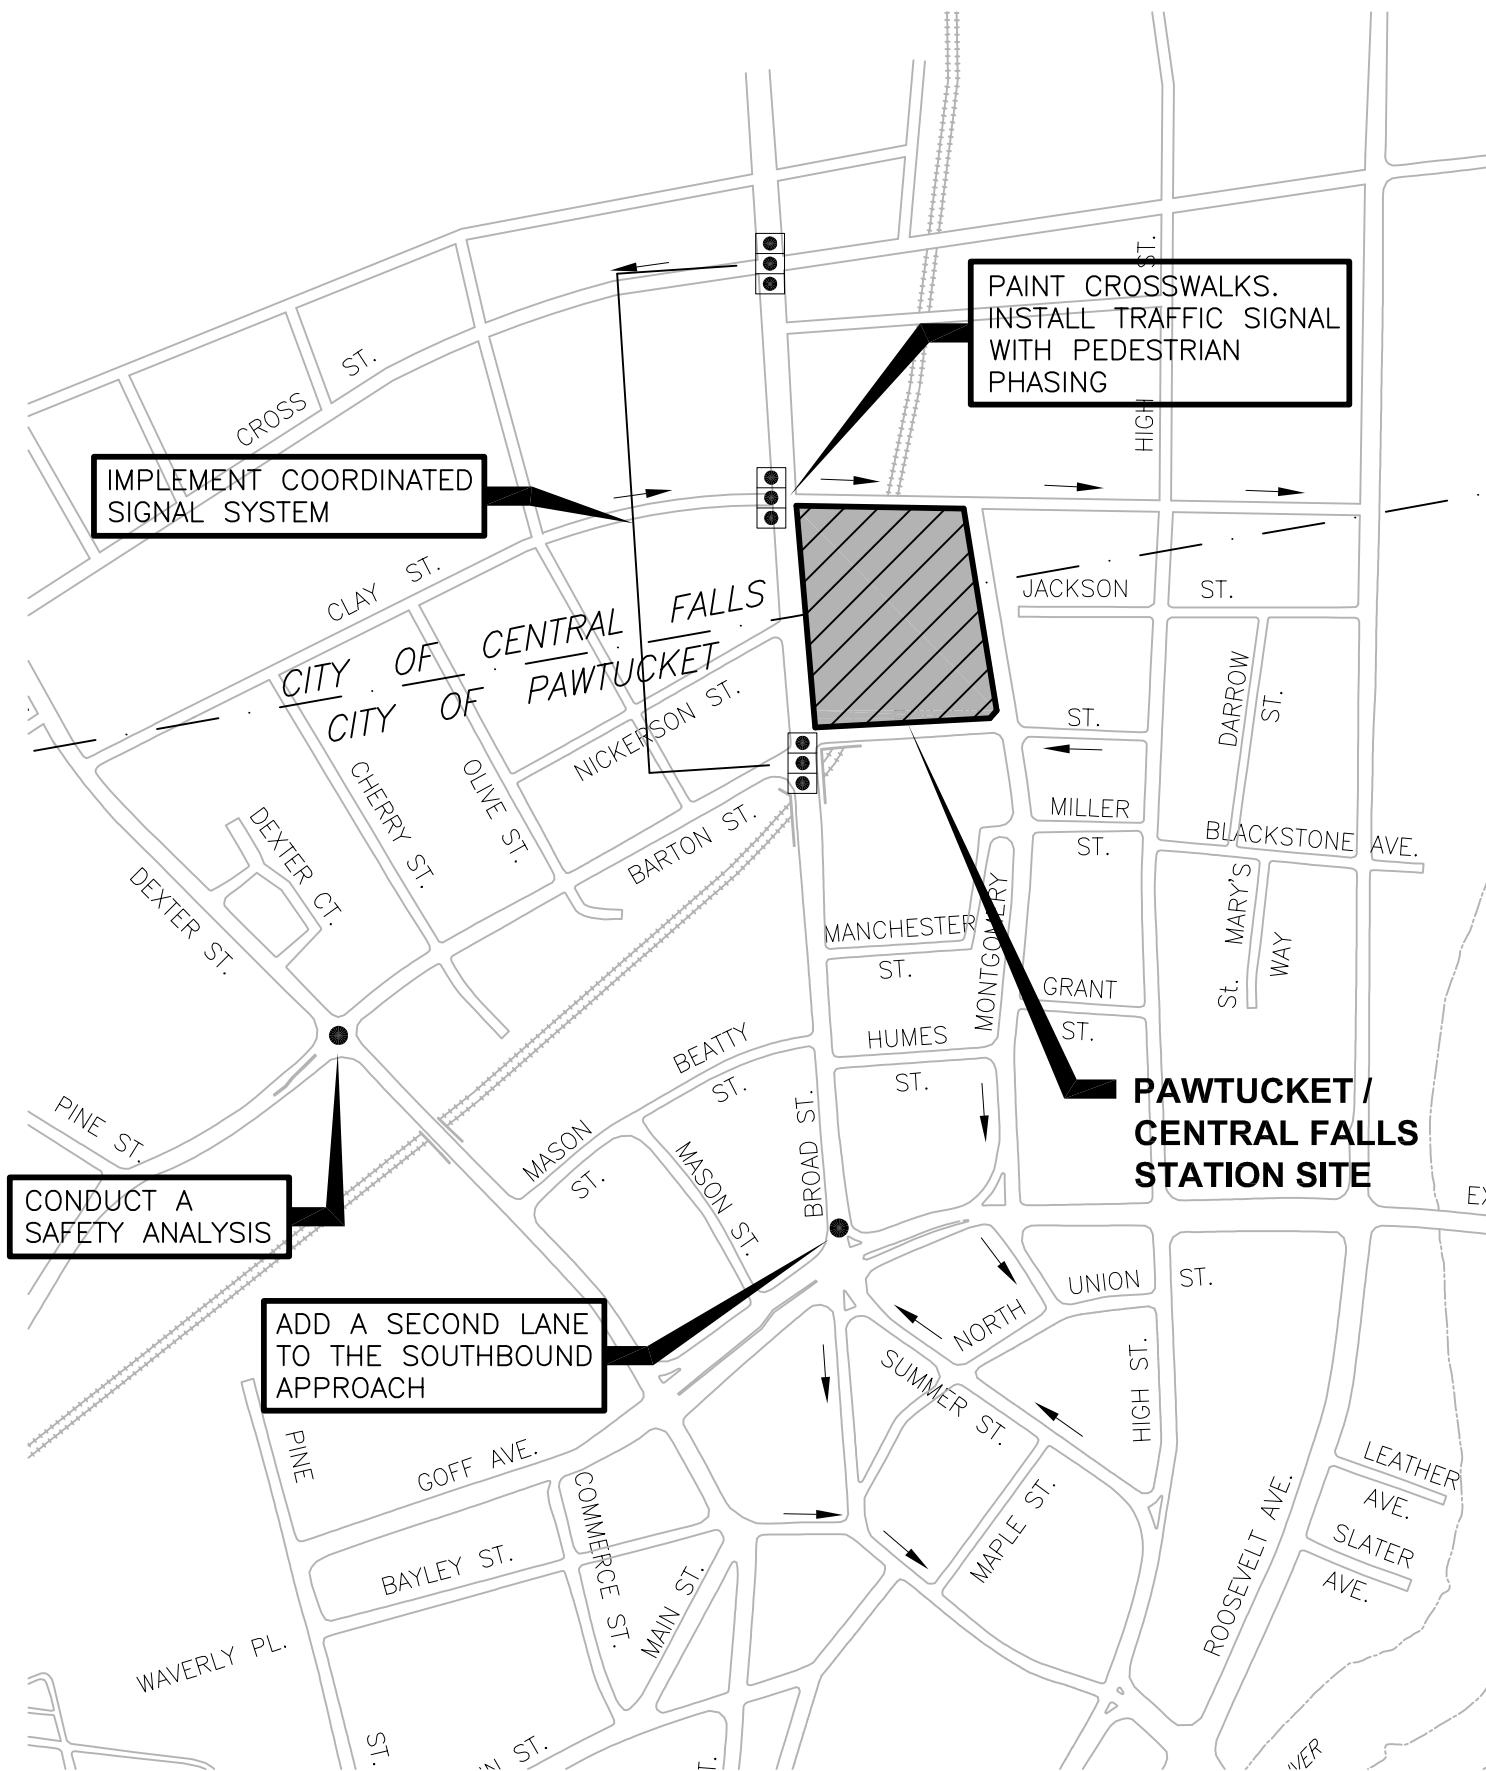 HIGH ST.
PAINT CROSSWALKS.
INSTALL TRAFFIC SIGNAL
WITH PEDESTRIAN
PHASING
CROSS ST.
IMPLEMENT COORDINATED
SIGNAL SYSTEM
CLAY ST.
CITY OF CENTRAL FALLS
CITY OF PAWTUCKET
JACKSON ST.
NICKERSON ST.
DARROW ST.
ST.
CHERRY ST.
OLIVE ST.
MILLER ST.
BLACKSTONE AVE.
DEXTER CT.
BARTON ST.
DEXTER ST.
St. MARY'S WAY
MANCHESTER ST.
MONTGOMERY
GRANT ST.
HUMES ST.
BEATTY ST.
MASON ST.
PINE ST.
PAWTUCKET /
CENTRAL FALLS
STATION SITE
MASON ST.
BROAD ST.
CONDUCT A
SAFETY ANALYSIS
EX
UNION ST.
NORTH
ADD A SECOND LANE
TO THE SOUTHBOUND
APPROACH
SUMMER ST.
HIGH ST.
PINE ST.
GOFF AVE.
COMMERCE ST.
MAPLE ST.
ROOSEVELT AVE.
LEATHER AVE.
SLATER AVE.
BAYLEY ST.
MAIN ST.
WAVERLY PL.
N ST.
T.
VER